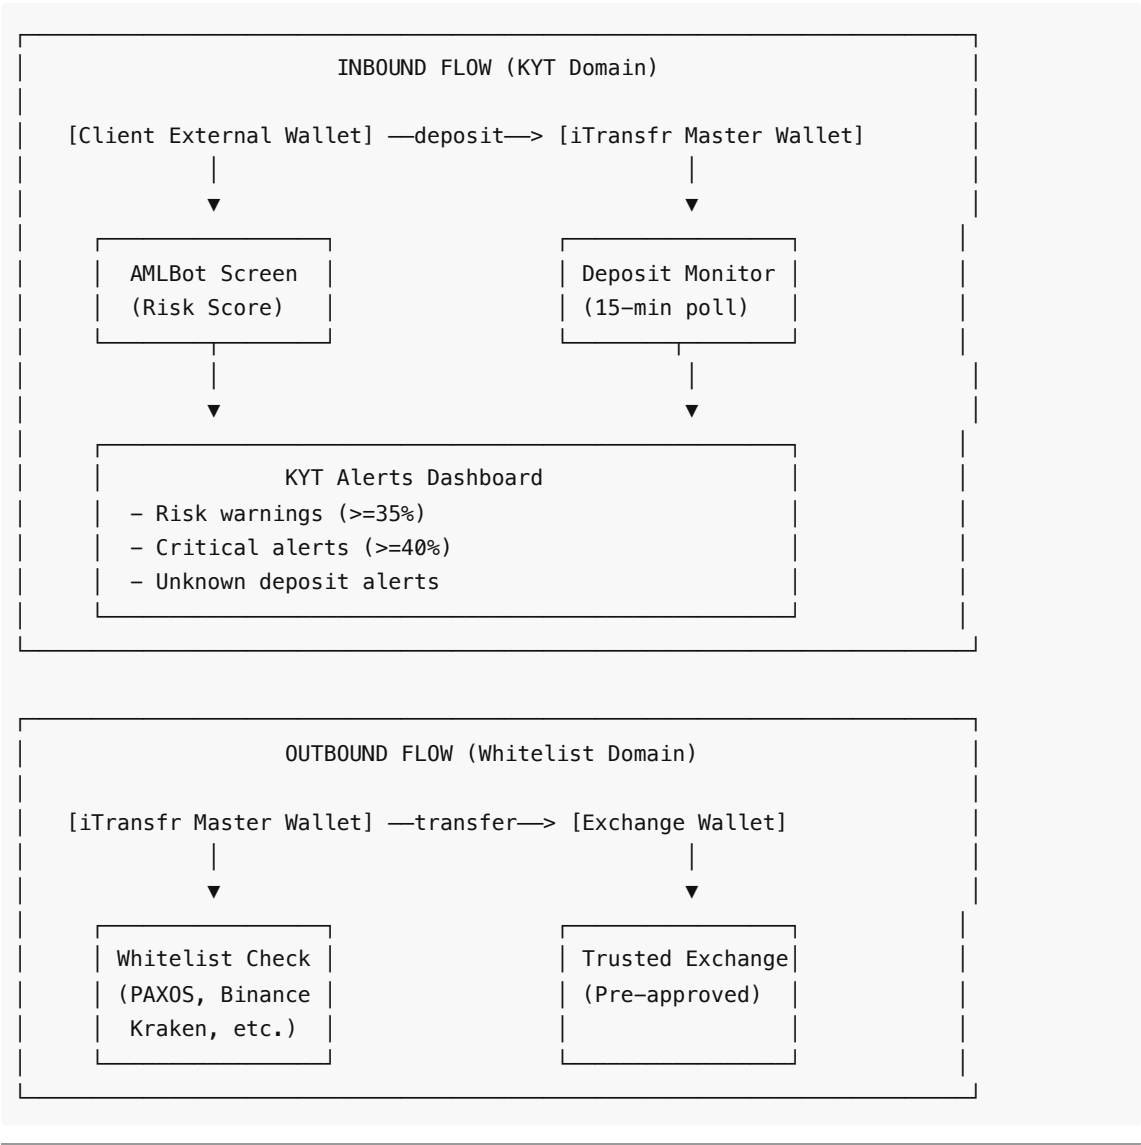 INBOUND FLOW (KYT Domain)
[Client External Wallet] ——deposit——> [iTransfr Master Wallet]
AMLBot Screen
(Risk Score)
Deposit Monitor
(15-min poll)
KYT Alerts Dashboard
- Risk warnings (>=35%)
- Critical alerts (>=40%)
- Unknown deposit alerts
OUTBOUND FLOW (Whitelist Domain)
[iTransfr Master Wallet] ——transfer——> [Exchange Wallet]
Whitelist Check
(PAXOS, Binance
Kraken, etc.)
Trusted Exchange
(Pre-approved)